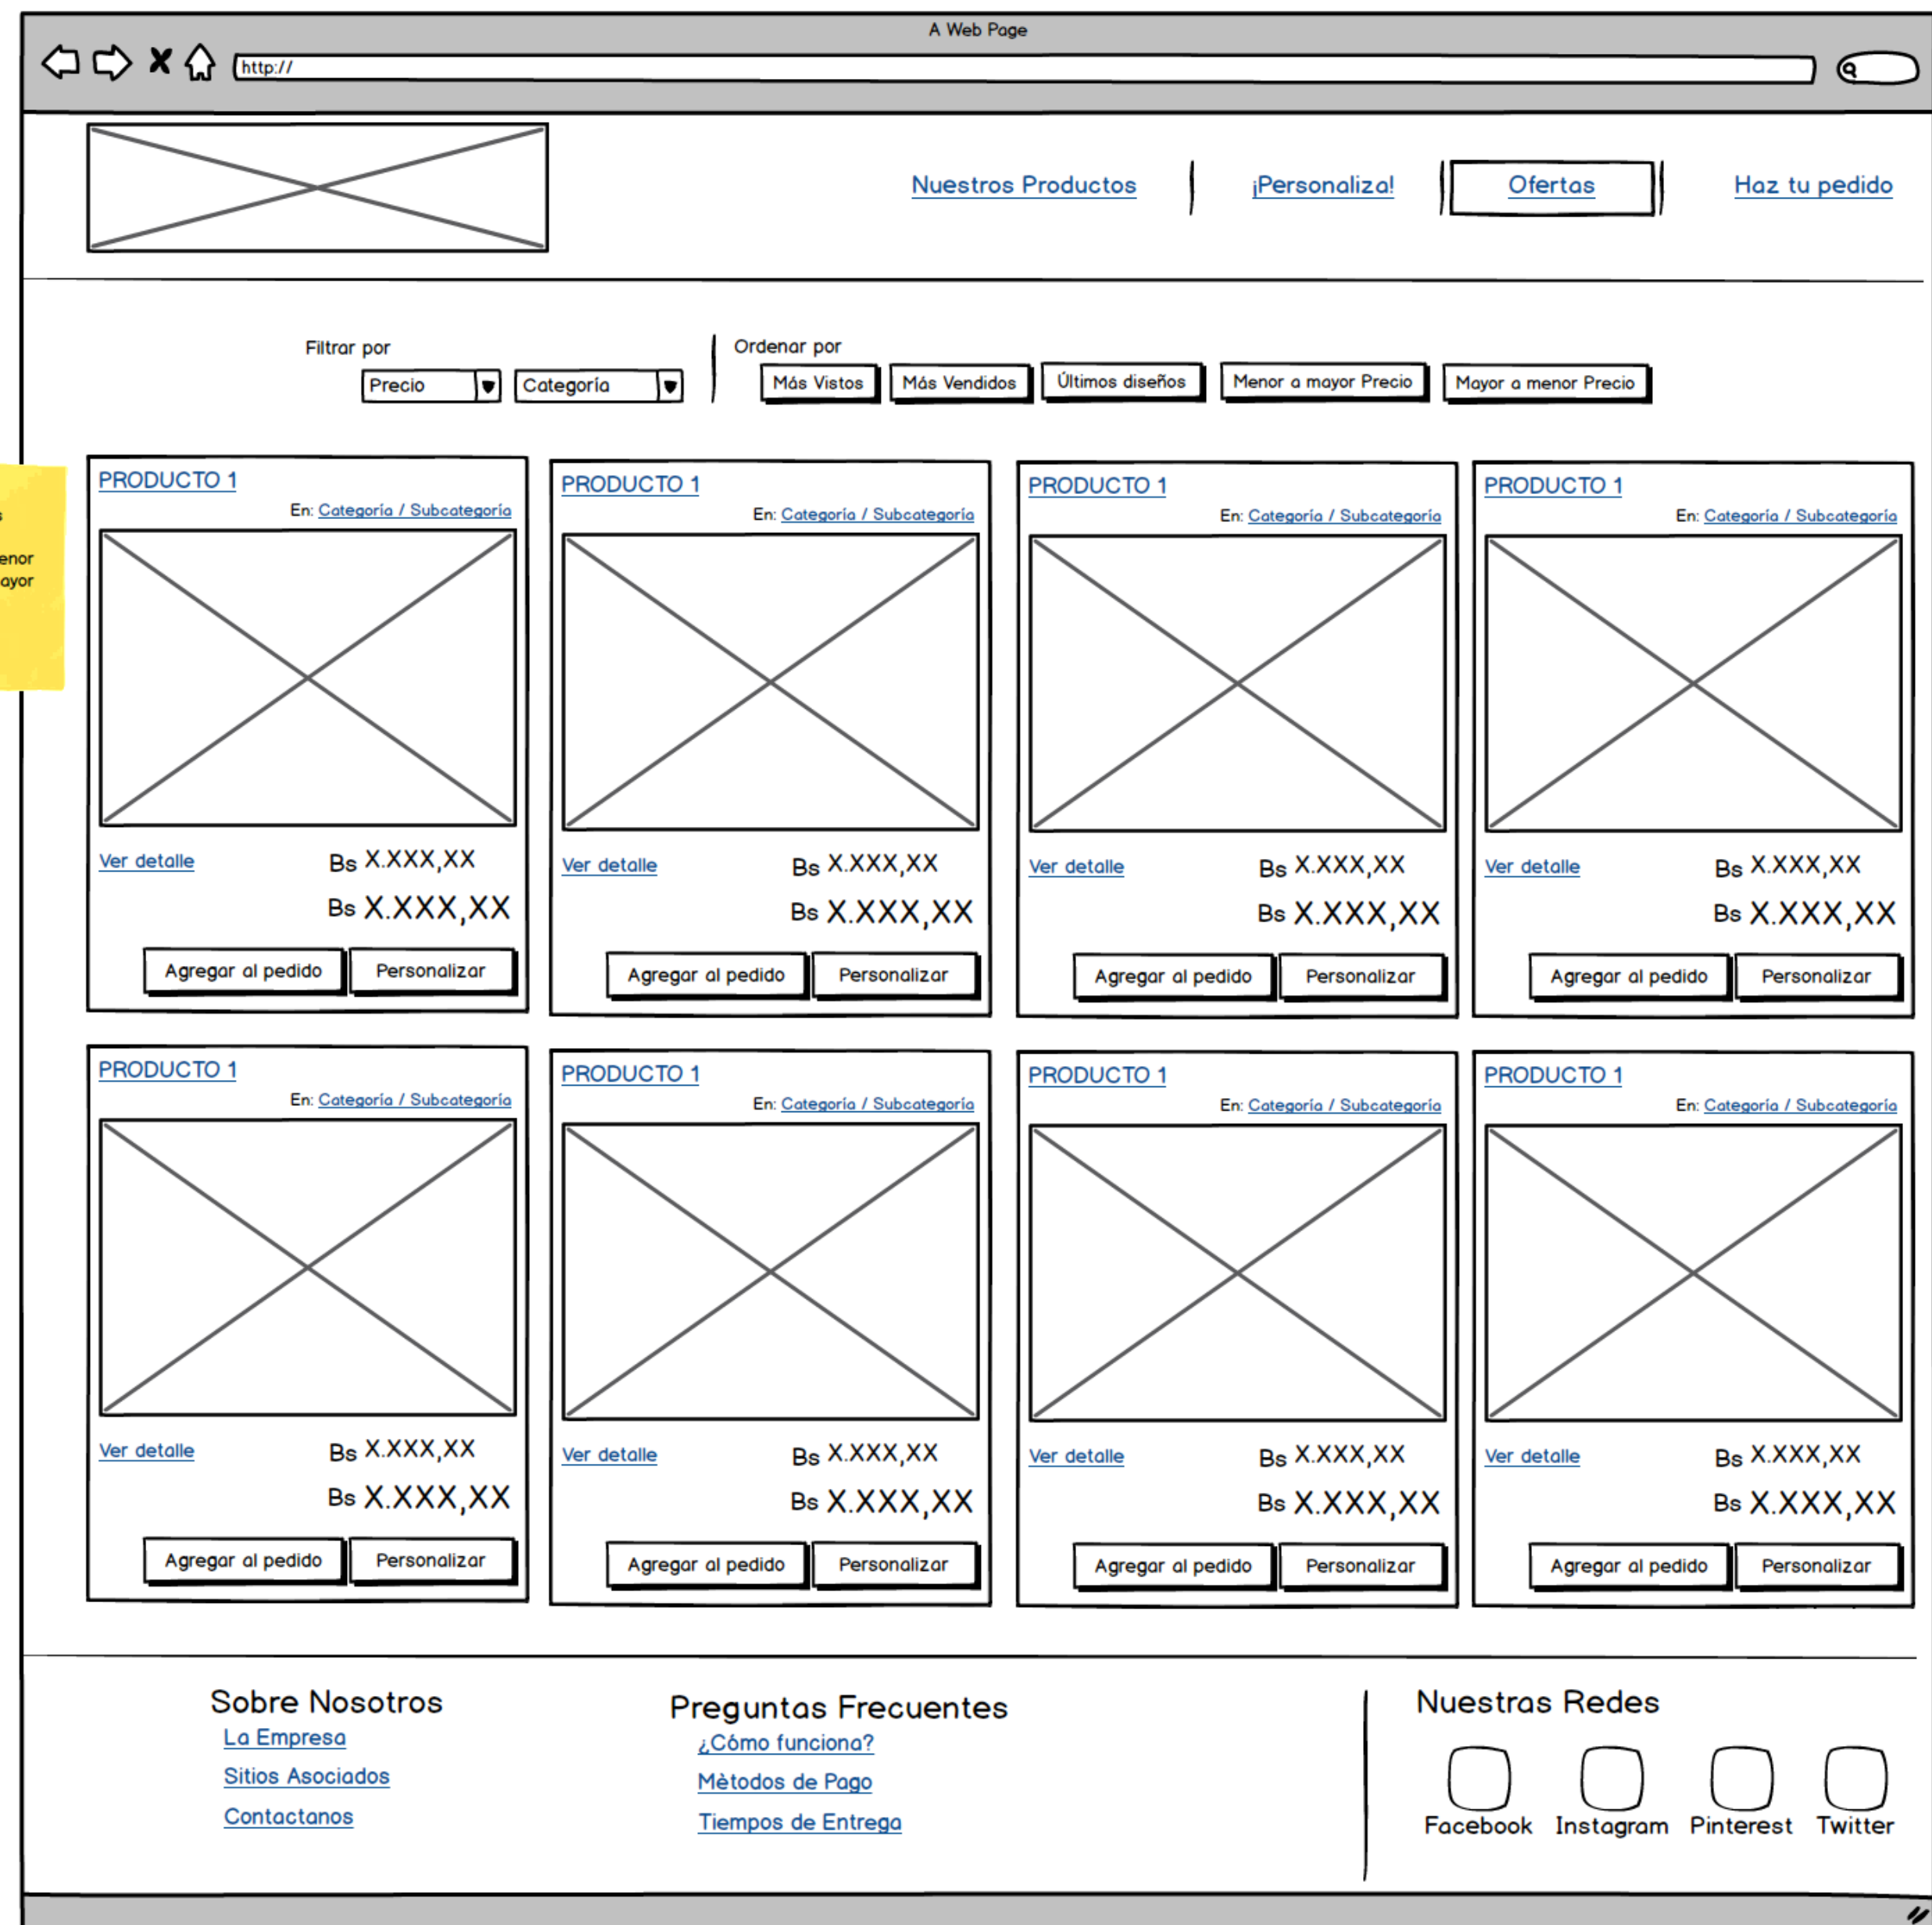 A Web Page
http://
Nuestros Productos
¡Personaliza!
Ofertas
Haz tu pedido
Filtrar por
Precio
Categoría
Ordenar por
Más Vistos
Más Vendidos
Últimos diseños
Menor a mayor Precio
Mayor a menor Precio
PRODUCTO 1
En: Categoría / Subcategoría
Ver detalle
Bs X.XXX,XX
Bs X.XXX,XX
Agregar al pedido
Personalizar
PRODUCTO 1
En: Categoría / Subcategoría
Ver detalle
Bs X.XXX,XX
Bs X.XXX,XX
Agregar al pedido
Personalizar
PRODUCTO 1
En: Categoría / Subcategoría
Ver detalle
Bs X.XXX,XX
Bs X.XXX,XX
Agregar al pedido
Personalizar
PRODUCTO 1
En: Categoría / Subcategoría
Ver detalle
Bs X.XXX,XX
Bs X.XXX,XX
Agregar al pedido
Personalizar
PRODUCTO 1
En: Categoría / Subcategoría
Ver detalle
Bs X.XXX,XX
Bs X.XXX,XX
Agregar al pedido
Personalizar
PRODUCTO 1
En: Categoría / Subcategoría
Ver detalle
Bs X.XXX,XX
Bs X.XXX,XX
Agregar al pedido
Personalizar
PRODUCTO 1
En: Categoría / Subcategoría
Ver detalle
Bs X.XXX,XX
Bs X.XXX,XX
Agregar al pedido
Personalizar
PRODUCTO 1
En: Categoría / Subcategoría
Ver detalle
Bs X.XXX,XX
Bs X.XXX,XX
Agregar al pedido
Personalizar
Sobre Nosotros
La Empresa
Sitios Asociados
Contactanos
Preguntas Frecuentes
¿Cómo funciona?
Mètodos de Pago
Tiempos de Entrega
Nuestras Redes
Facebook
Instagram
Pinterest
Twitter